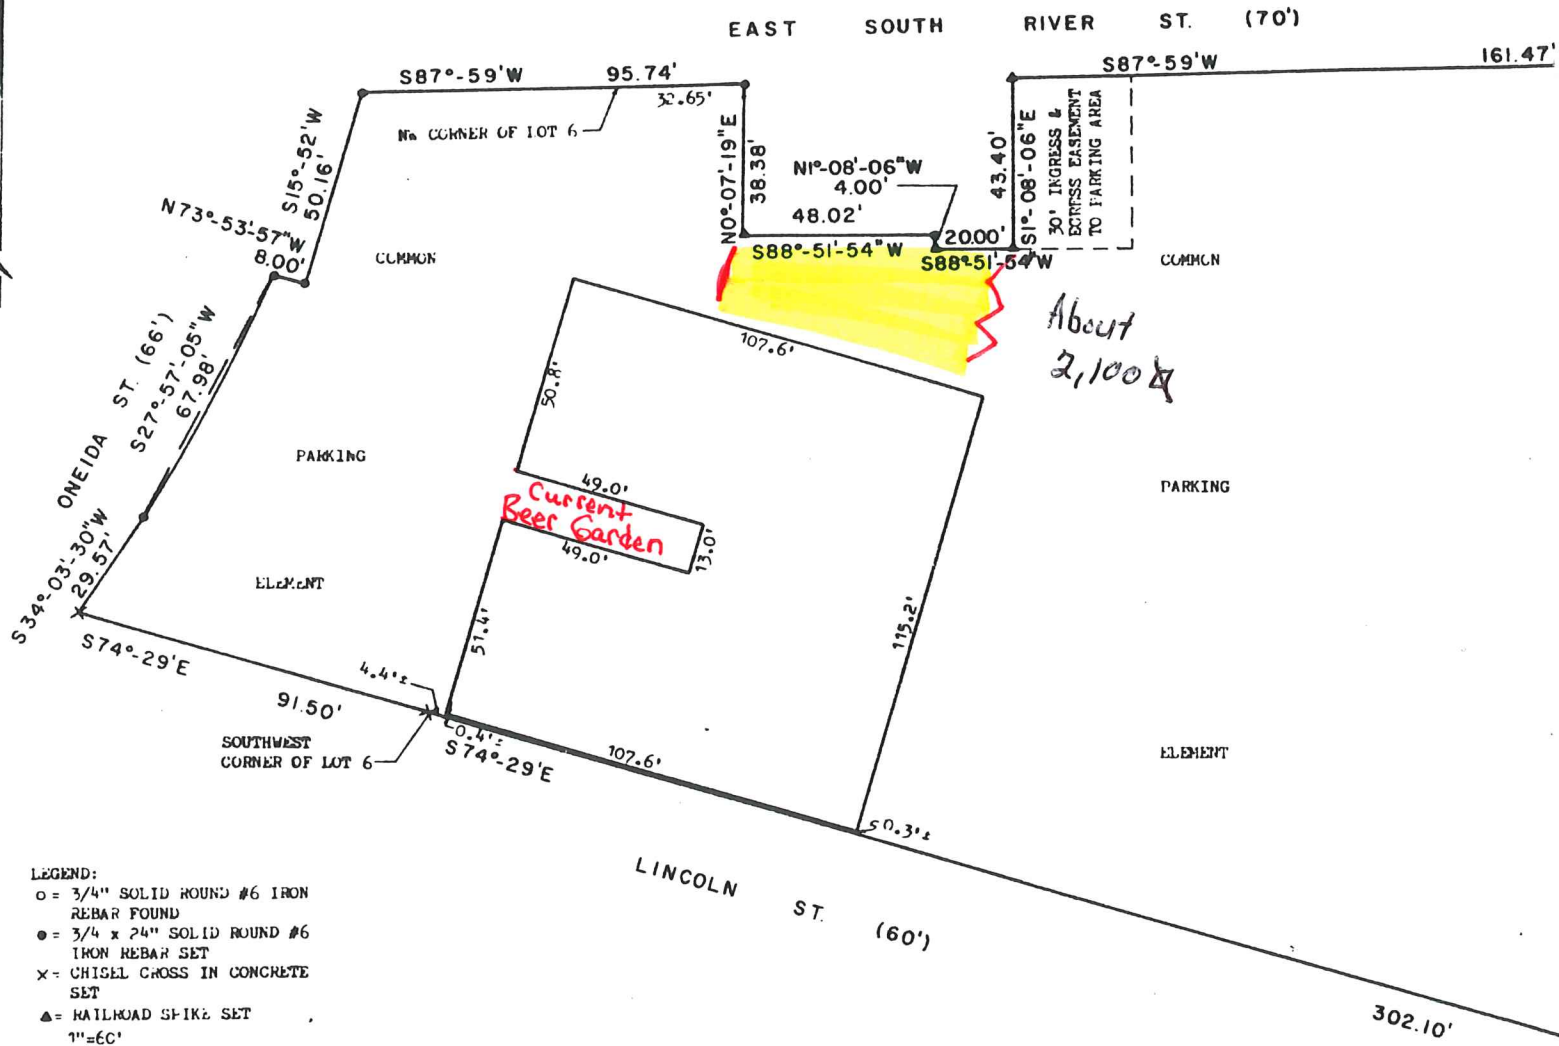 EAST SOUTH RIVER ST. (70')
S87°-59'W 95.74'
32.65'
CORNER OF LOT 6
S87°-59'W 161.47'
S15°-52'W
50.16'
N73°-53'-57"W
8.00'
COMMON
N0°-07'-19"E
38.38'
N1°-08'-06"W
4.00'
48.02'
S88°-51'-54"W
20.00'
S88°-51'-54"W
43.40'
S1°-08'-06"E
30' INGRESS &
EGRESS EASEMENT
TO PARKING AREA
COMMON
About
2,100
ONEIDA ST. (66')
S27°-57'-05"W
67.98'
S34°-03'-30"W
29.57'
PARKING
ELEMENT
107.6'
50.8'
49.0'
Current
Beer Garden
49.0'
13.0'
51.4'
115.2'
PARKING
ELEMENT
S74°-29'E
91.50'
4.4'±
SOUTHWEST
CORNER OF LOT 6
0.4'±
S74°-29'E
107.6'
0.3'±
LINCOLN ST. (60')
302.10'
LEGEND:
o = 3/4" SOLID ROUND #6 IRON
REBAR FOUND
● = 3/4 x 24" SOLID ROUND #6
IRON REBAR SET
X = CHISEL CROSS IN CONCRETE
SET
▲ = RAILROAD SPIKE SET
1"=60'